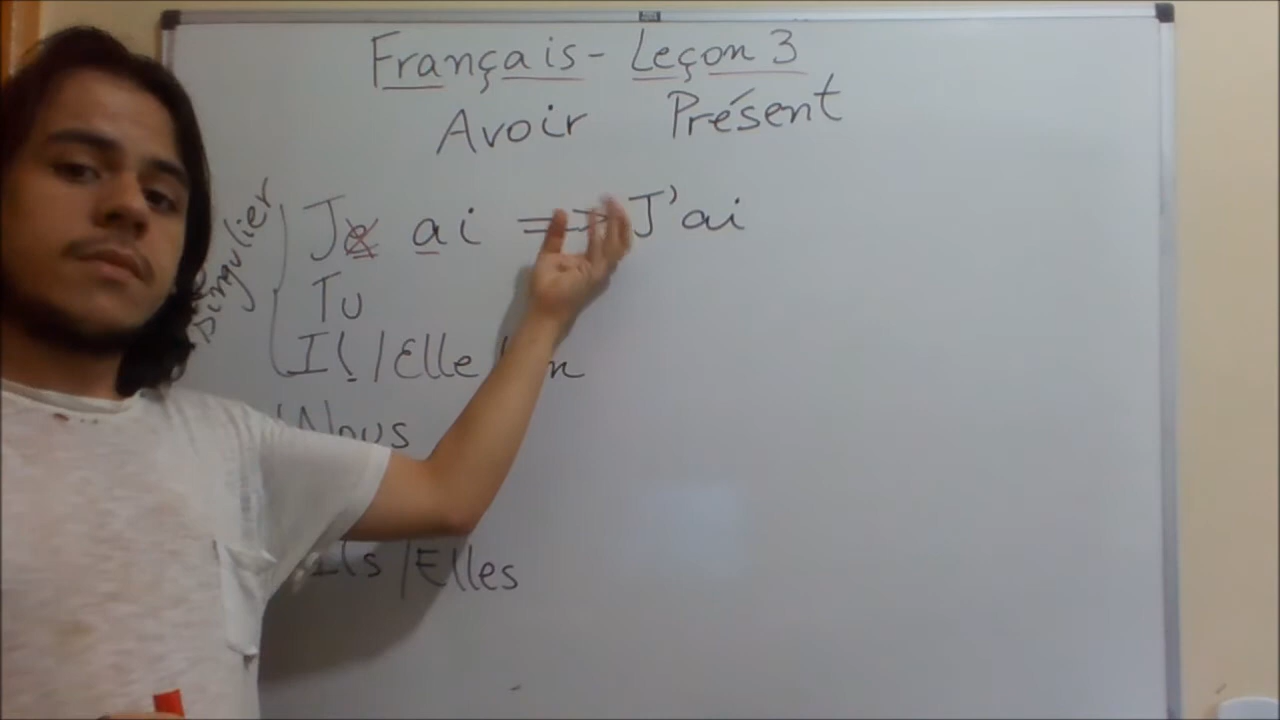 Français - Leçon 3
Avoir Présent
singulier
Je ai => J'ai
Tu
Il / Elle
Nous
Ils / Elles